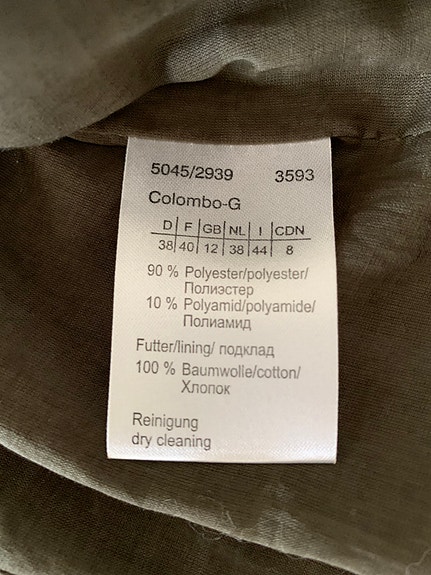 5045/2939 3593
Colombo-G
D F GB NL I CDN
38 40 12 38 44 8
90 % Polyester/polyester/
Полиэстер
10 % Polyamid/polyamide/
Полиамид
Futter/lining/ подклад
100 % Baumwolle/cotton/
Хлопок
Reinigung
dry cleaning